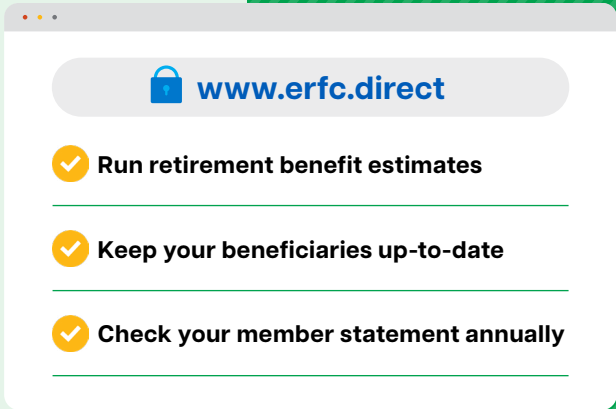 www.erfc.direct
Run retirement benefit estimates
Keep your beneficiaries up-to-date
Check your member statement annually